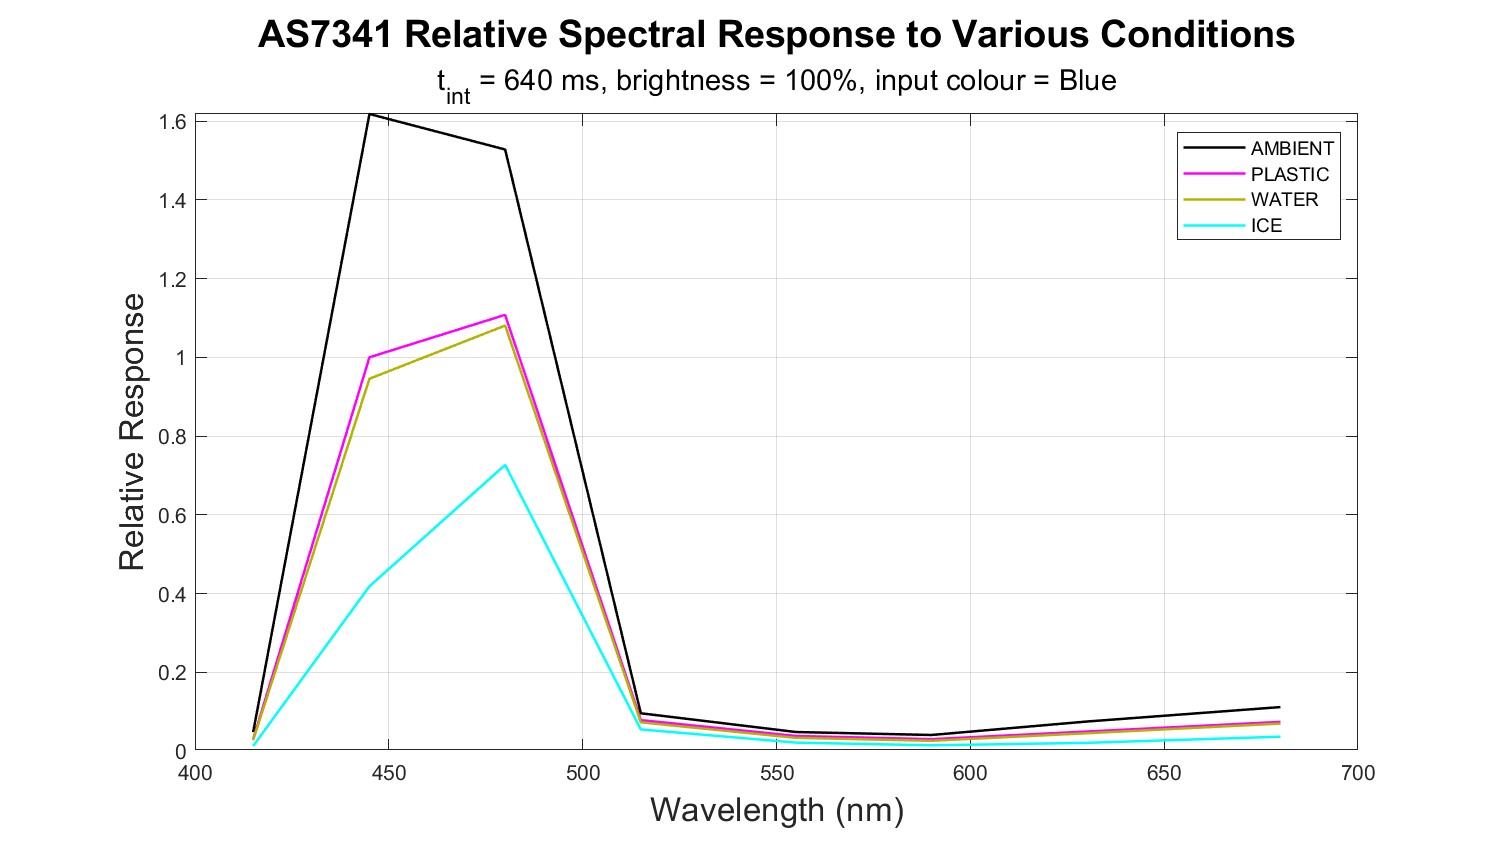 AS7341 Relative Spectral Response to Various Conditions
tint = 640 ms, brightness = 100%, input colour = Blue
1.6
1.4
1.2
1
0.8
0.6
0.4
0.2
0
Relative Response
AMBIENT
PLASTIC
WATER
ICE
400 450 500 550 600 650 700
Wavelength (nm)